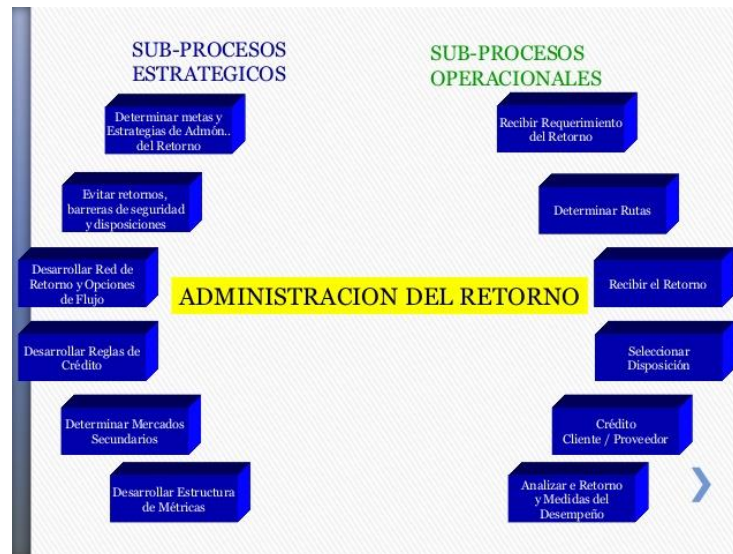 SUB-PROCESOS
ESTRATEGICOS
Determinar metas y
Estrategias de Admón..
del Retorno
Evitar retornos,
barreras de seguridad
y disposiciones
Desarrollar Red de
Retorno y Opciones
de Flujo
Desarrollar Reglas de
Crédito
Determinar Mercados
Secundarios
Desarrollar Estructura
de Métricas
ADMINISTRACION DEL RETORNO
SUB-PROCESOS
OPERACIONALES
Recibir Requerimiento
del Retorno
Determinar Rutas
Recibir el Retorno
Seleccionar
Disposición
Crédito
Cliente / Proveedor
Analizar e Retorno
y Medidas del
Desempeño